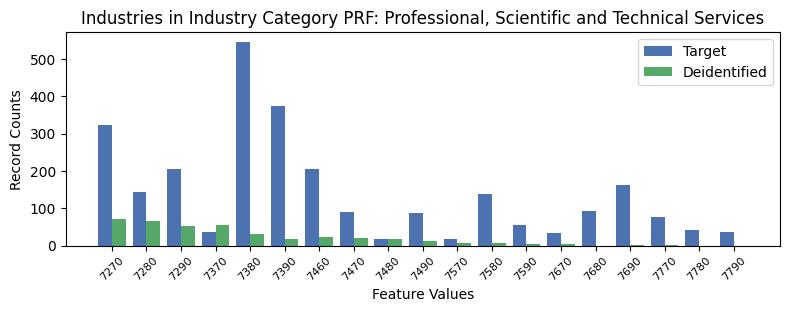 Industries in Industry Category PRF: Professional, Scientific and Technical Services
Target
Deidentified
Record Counts
500
400
300
200
100
0
7270 7280 7290 7370 7380 7390 7460 7470 7480 7490 7570 7580 7590 7670 7680 7690 7770 7780 7790
Feature Values